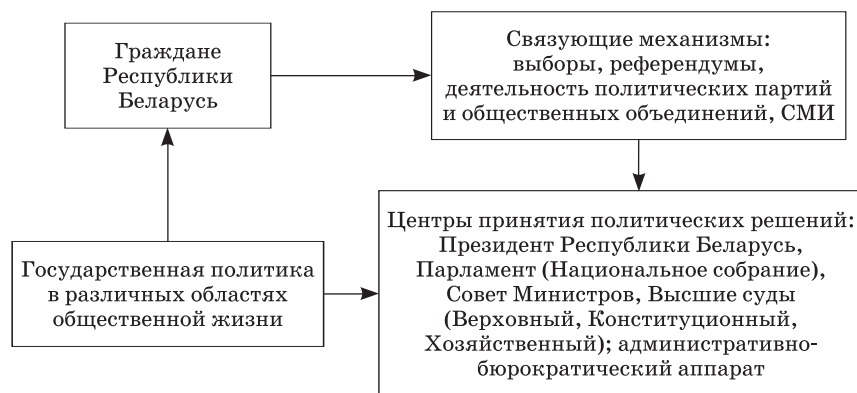 Граждане
Республики
Беларусь
Связующие механизмы:
выборы, референдумы,
деятельность политических партий
и общественных объединений, СМИ
Государственная политика
в различных областях
общественной жизни
Центры принятия политических решений:
Президент Республики Беларусь,
Парламент (Национальное собрание),
Совет Министров, Высшие суды
(Верховный, Конституционный,
Хозяйственный); административно-
бюрократический аппарат